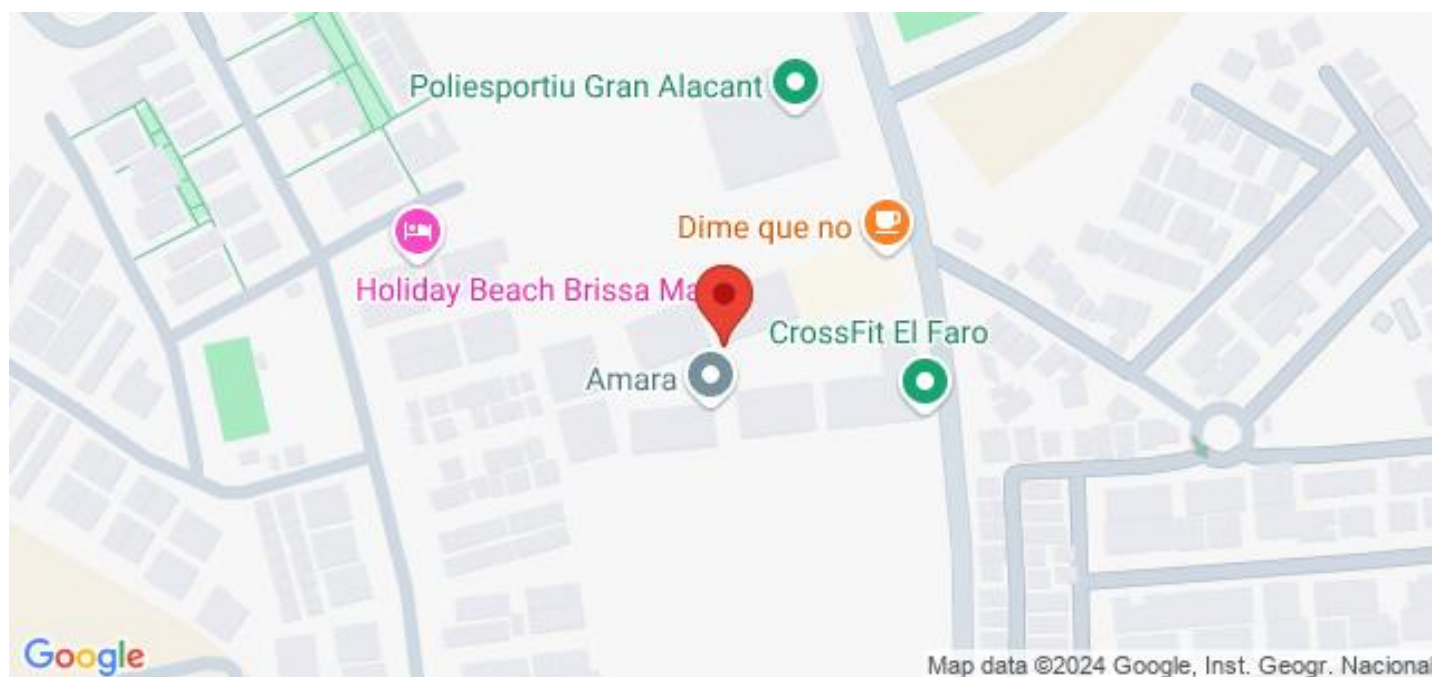 Poliesportiu Gran Alacant
Dime que no
Holiday Beach Brissa Ma
CrossFit El Faro
Amara
Google
Map data ©2024 Google, Inst. Geogr. Nacional